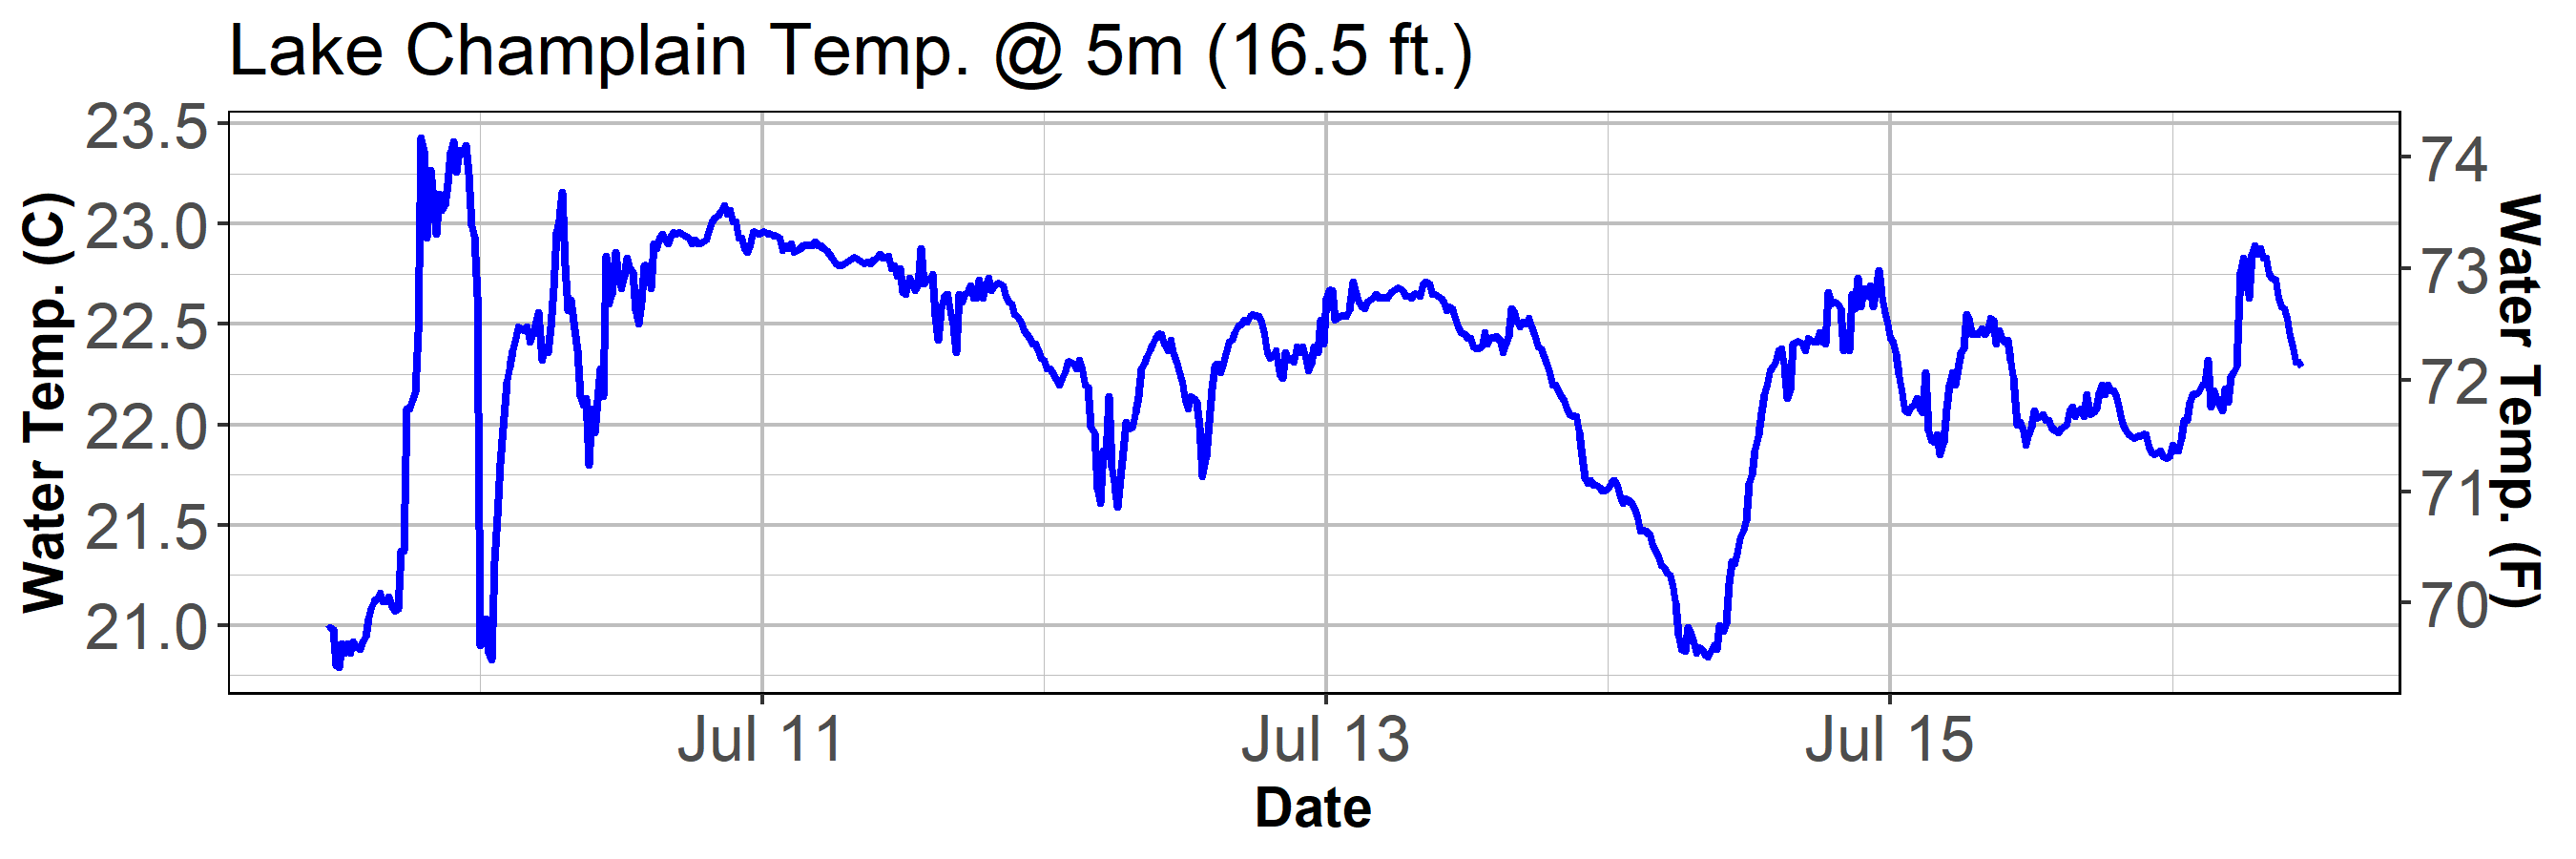 Lake Champlain Temp. @ 5m (16.5 ft.)
Water Temp. (C)
23.5
23.0
22.5
22.0
21.5
21.0
74
73
72
71
70
Water Temp. (F)
Jul 11
Jul 13
Jul 15
Date